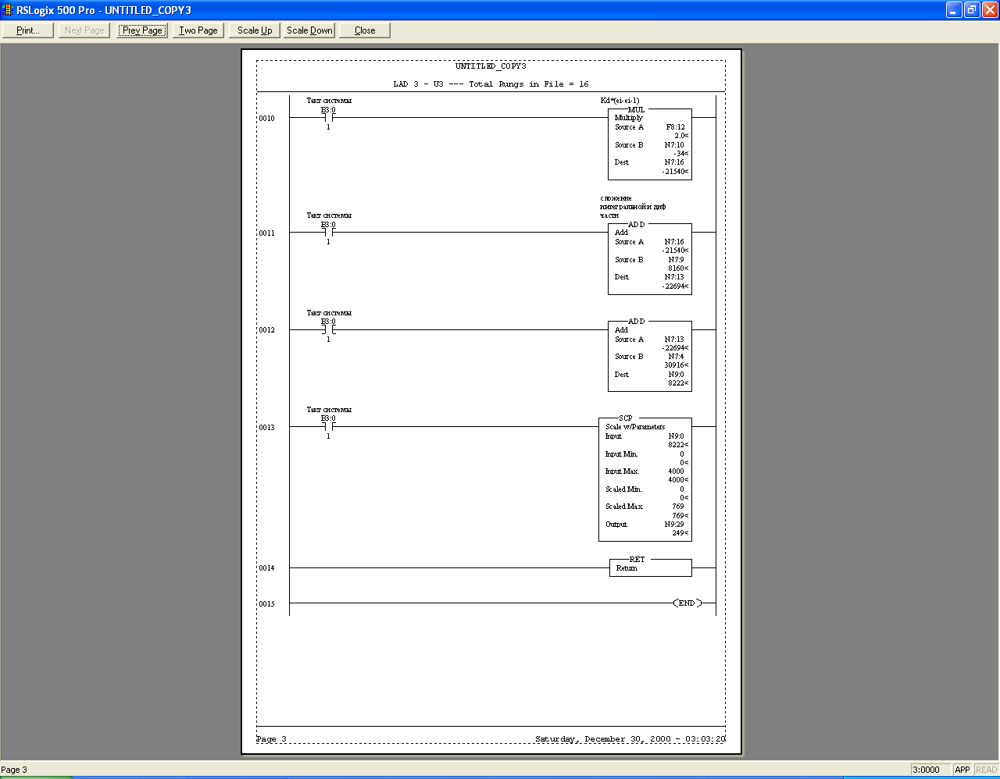 RSLogix 500 Pro - UNTITLED_COPY3
Print... Next Page Prev Page Two Page Scale Up Scale Down Close
UNTITLED_COPY3
LAD 3 - U3 --- Total Rungs in File = 16
Такт системы Kd*(ei-ei-1)
B3:0 MUL
0010 Multiply
1 Source A F8:12
2.0<
Source B N7:10
-34<
Dest N7:16
-21540<
сложение
интегральной и диф
части
Такт системы
B3:0 ADD
0011 Add
1 Source A N7:16
-21540<
Source B N7:9
8160<
Dest N7:13
-22694<
Такт системы
B3:0 ADD
0012 Add
1 Source A N7:13
-22694<
Source B N7:4
30916<
Dest N9:0
8222<
Такт системы
B3:0 SCP
0013 Scale w/Parameters
1 Input N9:0
8222<
Input Min. 0
0<
Input Max. 4000
4000<
Scaled Min. 0
0<
Scaled Max. 769
769<
Output N9:29
249<
RET
0014 Return
0015 END
Page 3 Saturday, December 30, 2000 - 03:03:20
Page 3 3:0000 APP READ